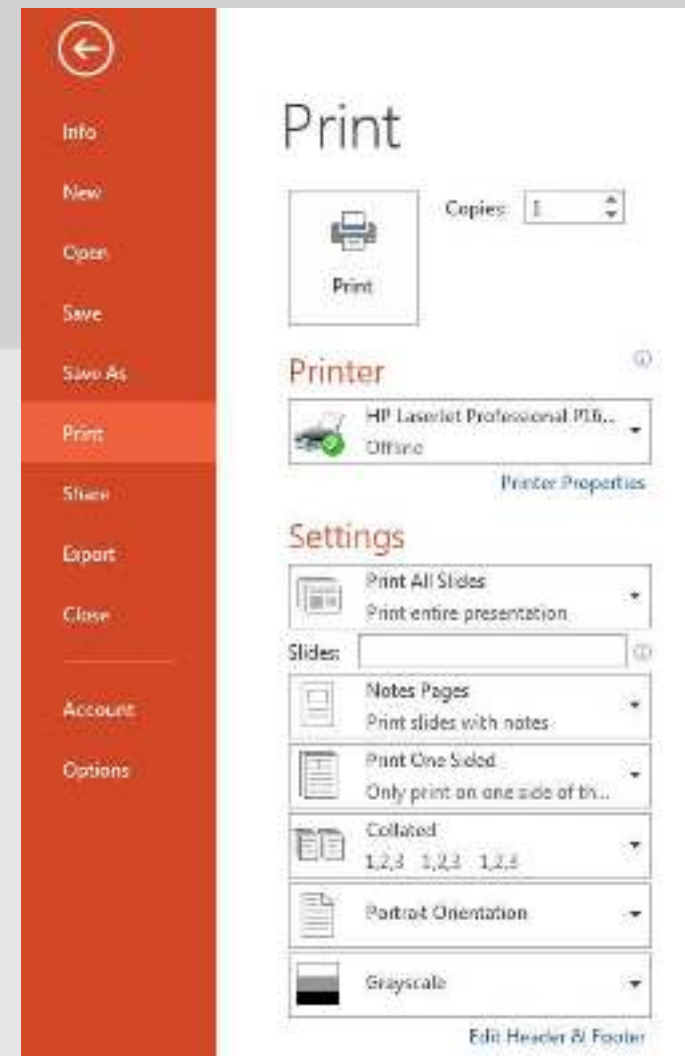 Info
New
Open
Save
Save As
Print
Share
Export
Close
Account
Options
Print
Copies: 1
Print
Printer
HP LaserJet Professional P16...
Offline
Printer Properties
Settings
Print All Slides
Print entire presentation
Slides:
Notes Pages
Print slides with notes
Print One Sided
Only print on one side of th...
Collated
1,2,3 1,2,3 1,2,3
Portrait Orientation
Grayscale
Edit Header & Footer